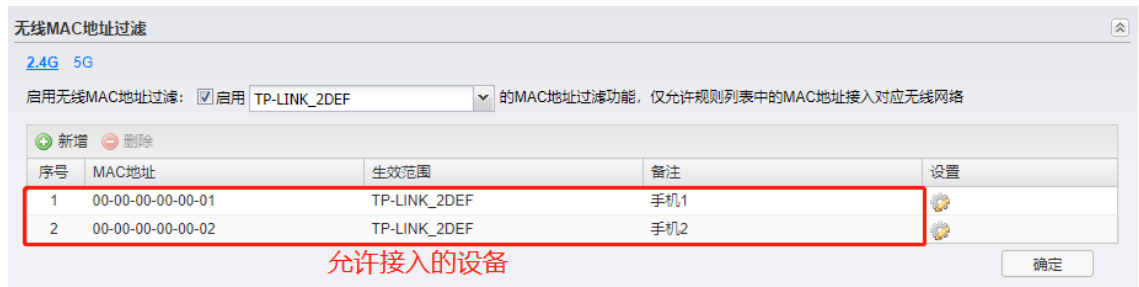 无线MAC地址过滤
2.4G 5G
启用无线MAC地址过滤： 启用 TP-LINK_2DEF 的MAC地址过滤功能，仅允许规则列表中的MAC地址接入对应无线网络
新增 删除
序号 MAC地址 生效范围 备注 设置
1 00-00-00-00-00-01 TP-LINK_2DEF 手机1
2 00-00-00-00-00-02 TP-LINK_2DEF 手机2
允许接入的设备
确定